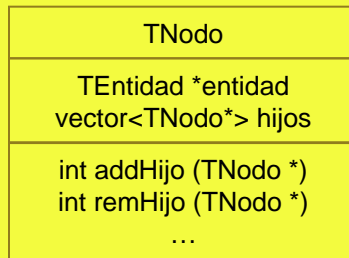 TNodo
TEntidad *entidad
vector<TNodo*> hijos
int addHijo (TNodo *)
int remHijo (TNodo *)
…